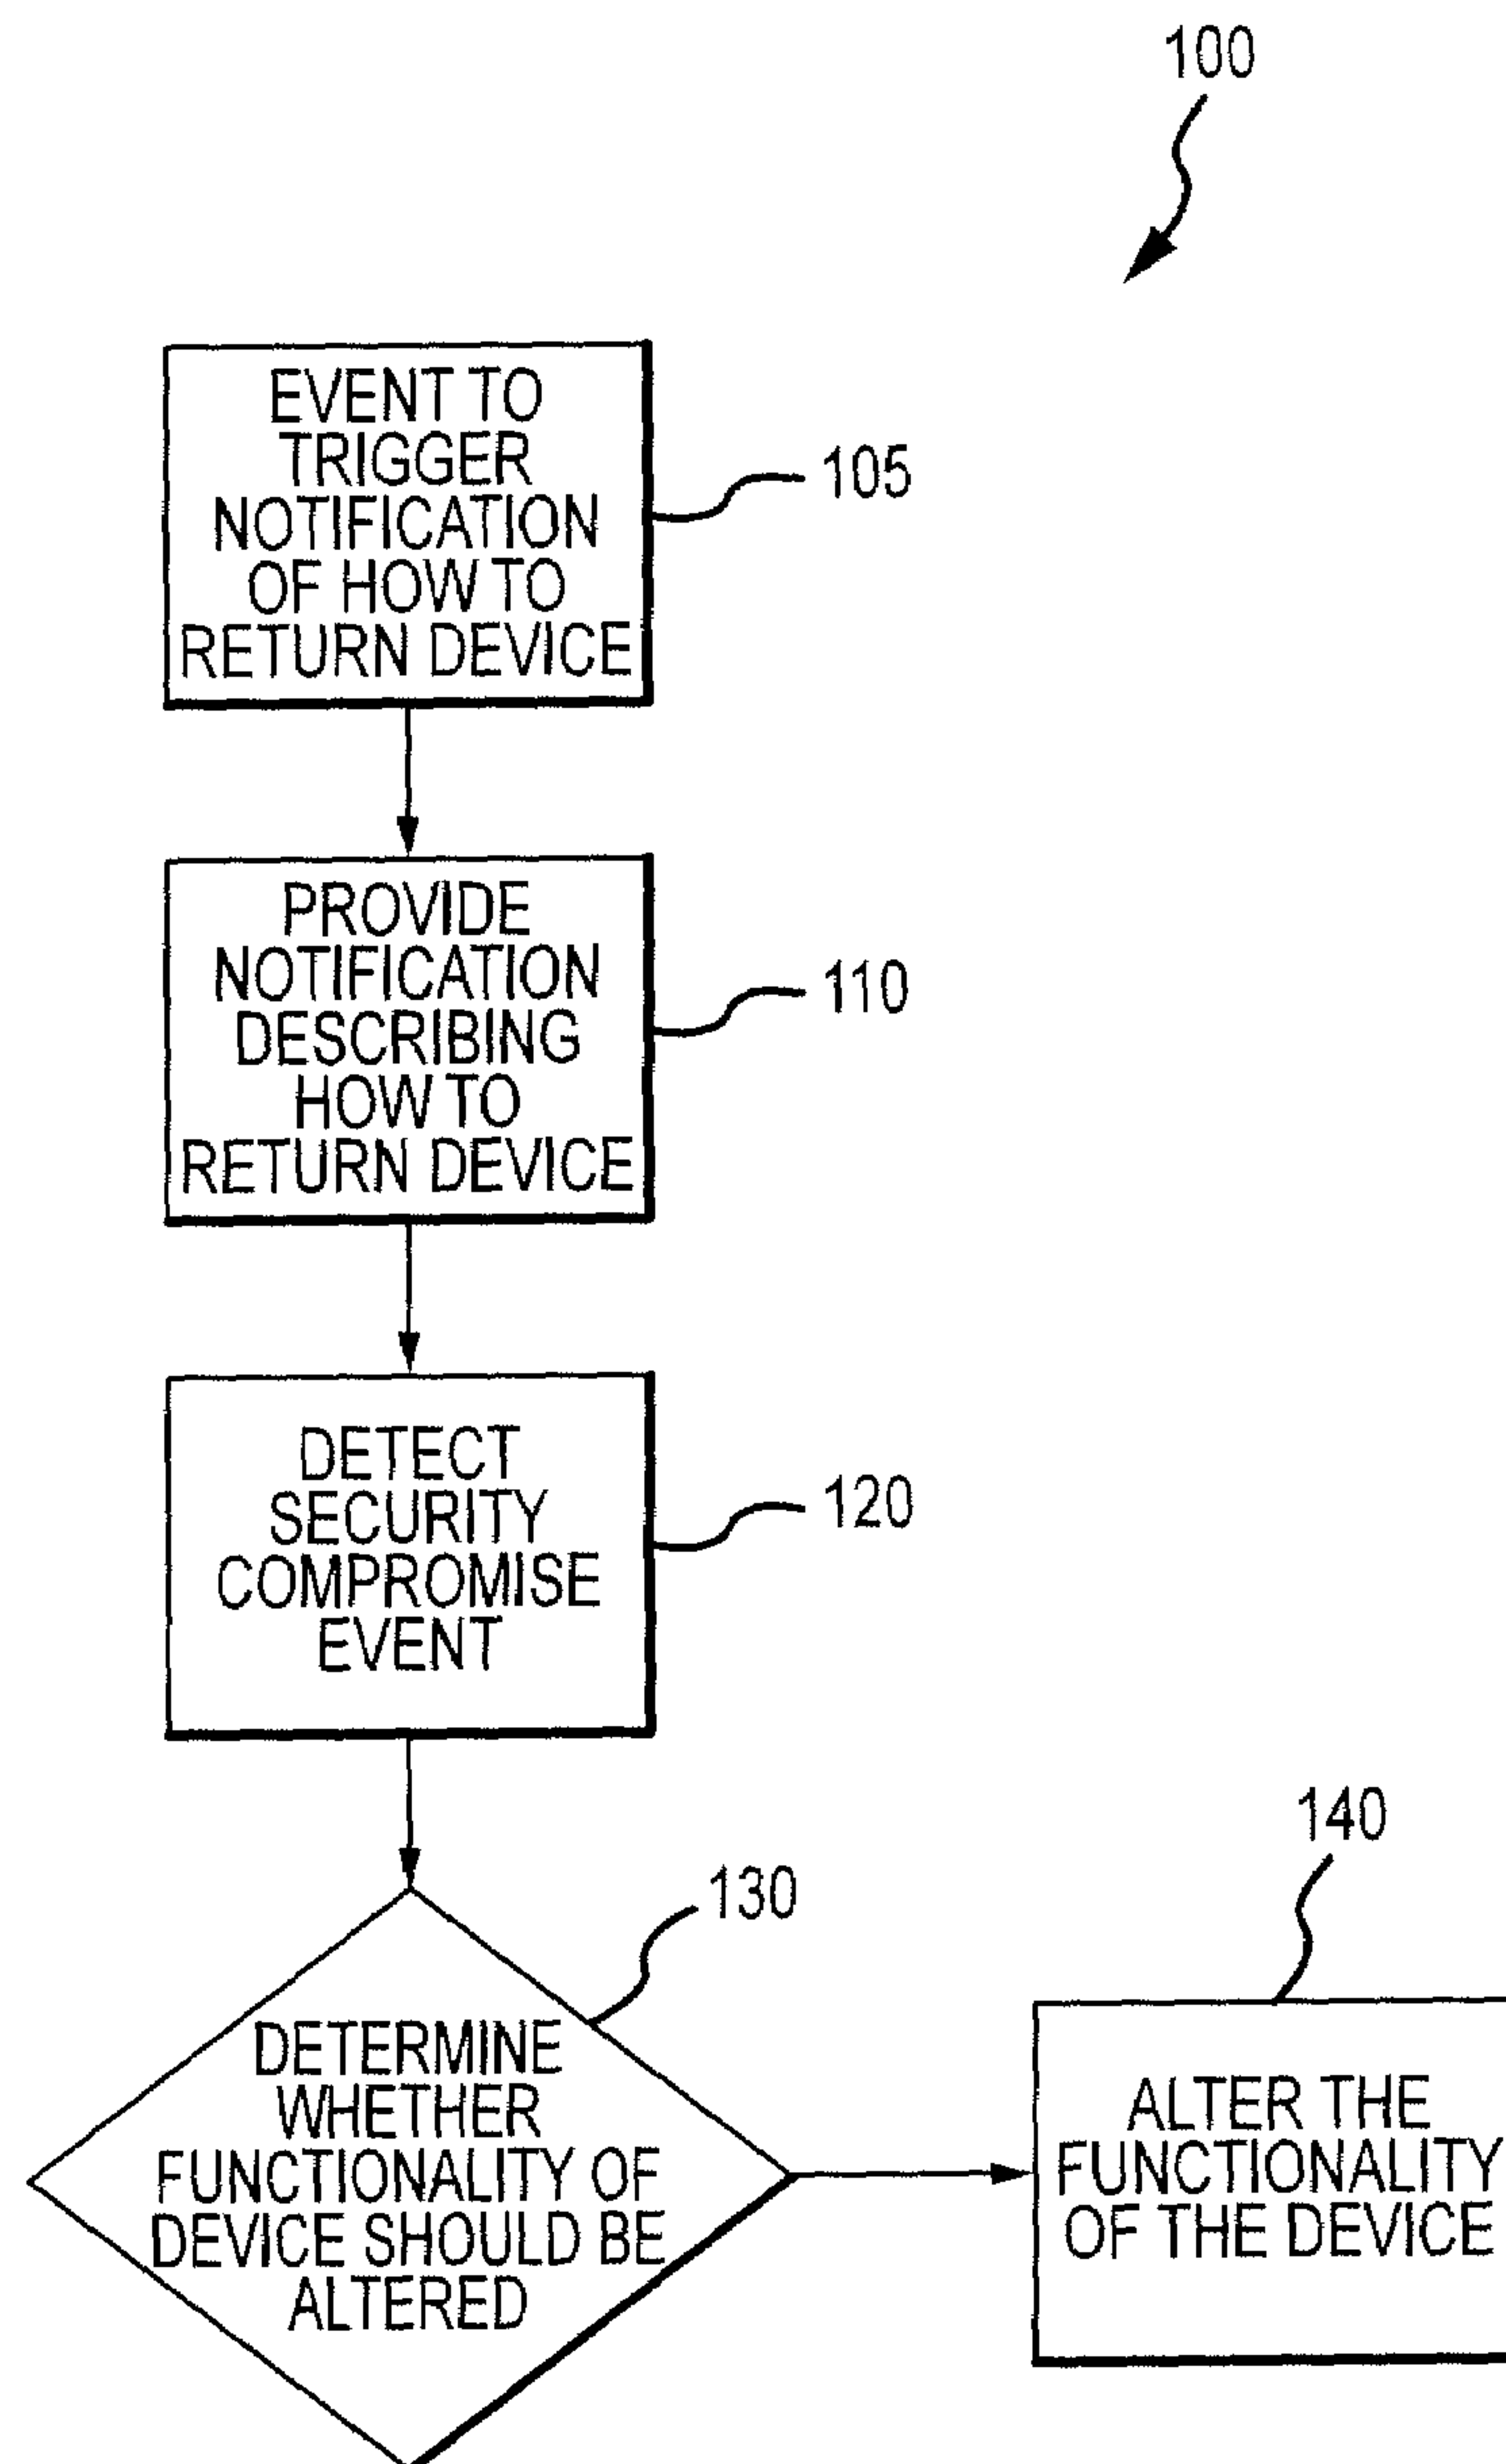 100
EVENT TO
TRIGGER
NOTIFICATION
OF HOW TO
RETURN DEVICE
105
PROVIDE
NOTIFICATION
DESCRIBING
HOW TO
RETURN DEVICE
110
DETECT
SECURITY
COMPROMISE
EVENT
120
130
DETERMINE
WHETHER
FUNCTIONALITY OF
DEVICE SHOULD BE
ALTERED
140
ALTER THE
FUNCTIONALITY
OF THE DEVICE